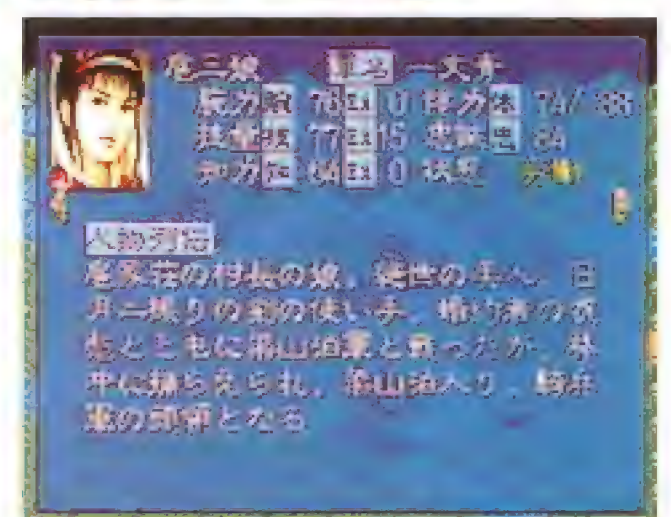 扈三娘 渾名 一丈青
腕力 腕 78 EX 0 体力 体
技量 技 77 EX 15 忠
知力 知 EX 0 状態
人物列伝
扈家荘の村長の娘。絶世の美人。日
月二振りの剣の使い手。婚約者の祝
彪とともに梁山泊軍と戦ったが、林
冲に捕らえられ、梁山泊入り。騎兵
軍の頭領となる